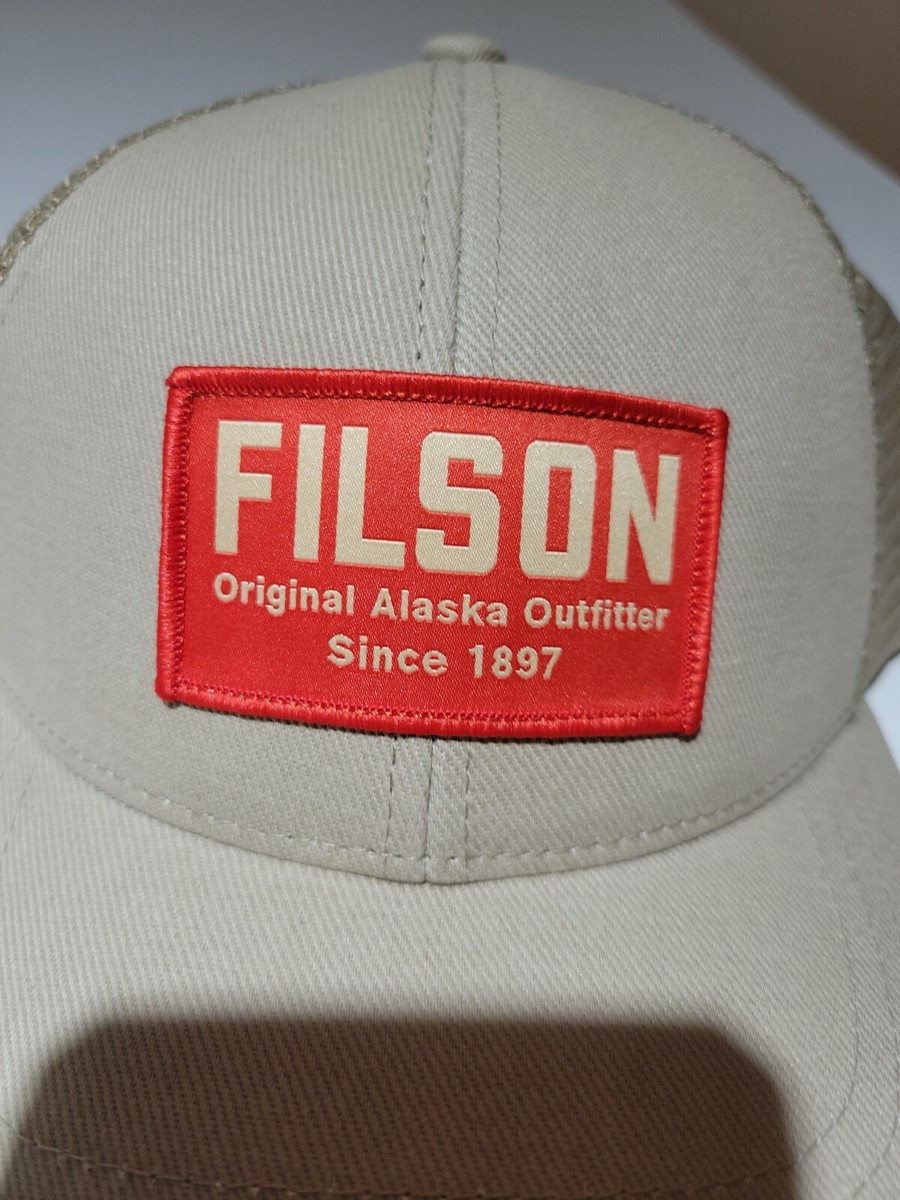 FILSON
Original Alaska Outfitter
Since 1897